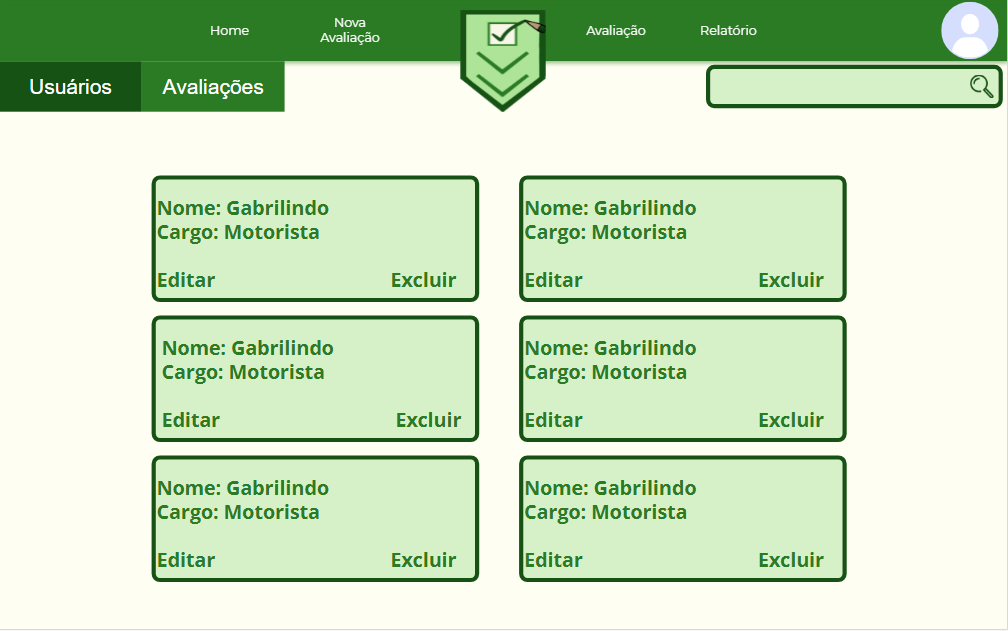 Home
Nova
Avaliação
Avaliação
Relatório
Usuários
Avaliações
Nome: Gabrilindo
Cargo: Motorista
Editar
Excluir
Nome: Gabrilindo
Cargo: Motorista
Editar
Excluir
Nome: Gabrilindo
Cargo: Motorista
Editar
Excluir
Nome: Gabrilindo
Cargo: Motorista
Editar
Excluir
Nome: Gabrilindo
Cargo: Motorista
Editar
Excluir
Nome: Gabrilindo
Cargo: Motorista
Editar
Excluir